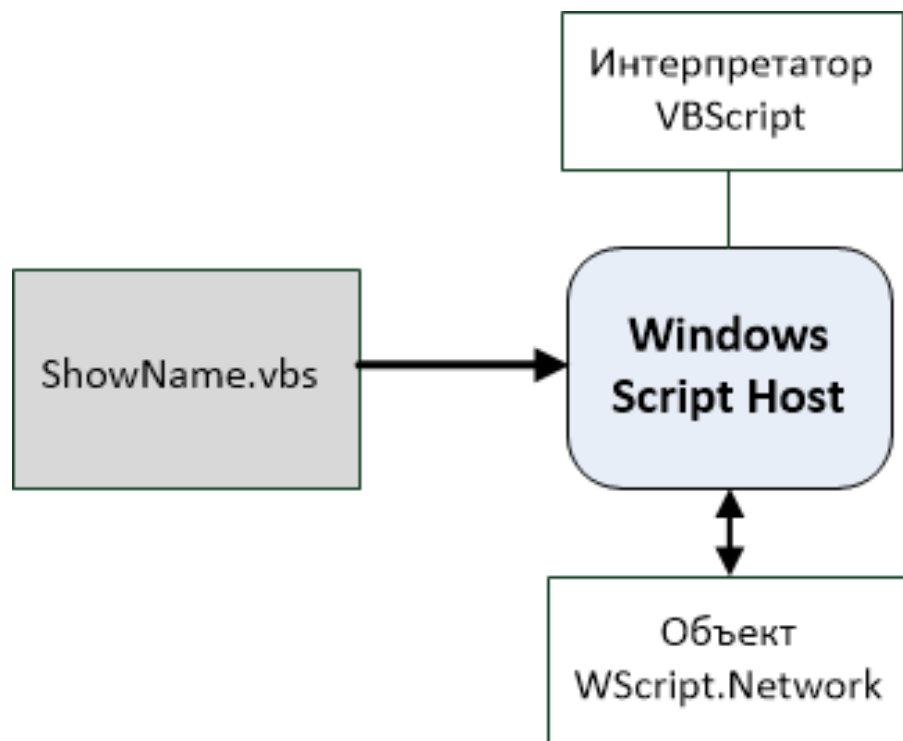 Интерпретатор
VBScript
ShowName.vbs
Windows
Script Host
Объект
WScript.Network